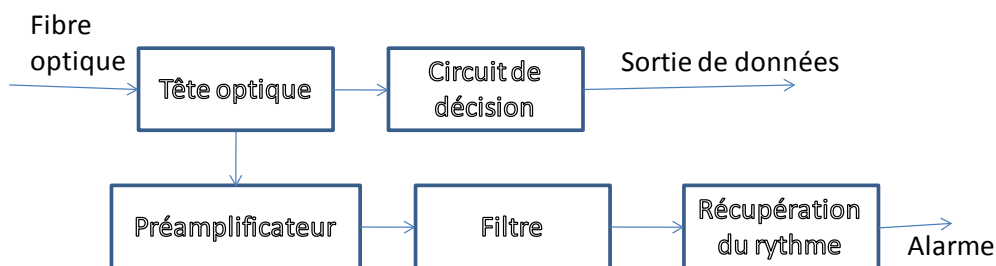 Fibre
optique
Tête optique
Circuit de
décision
Sortie de données
Préamplificateur
Filtre
Récupération
du rythme
Alarme